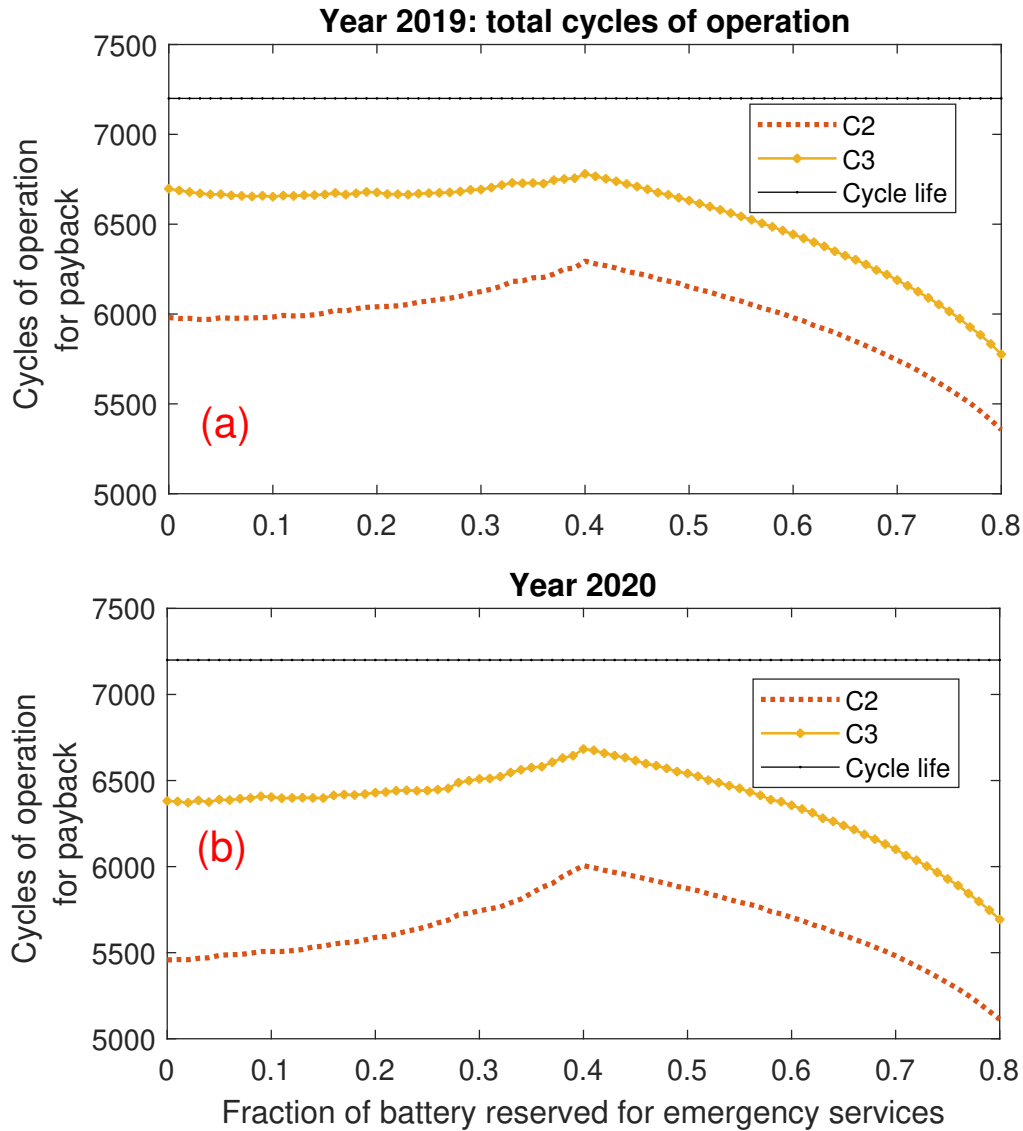 Year 2019: total cycles of operation
Cycles of operation
for payback
7500
7000
6500
6000
5500
5000
C2
C3
Cycle life
(a)
0 0.1 0.2 0.3 0.4 0.5 0.6 0.7 0.8
Year 2020
Cycles of operation
for payback
7500
7000
6500
6000
5500
5000
C2
C3
Cycle life
(b)
0 0.1 0.2 0.3 0.4 0.5 0.6 0.7 0.8
Fraction of battery reserved for emergency services